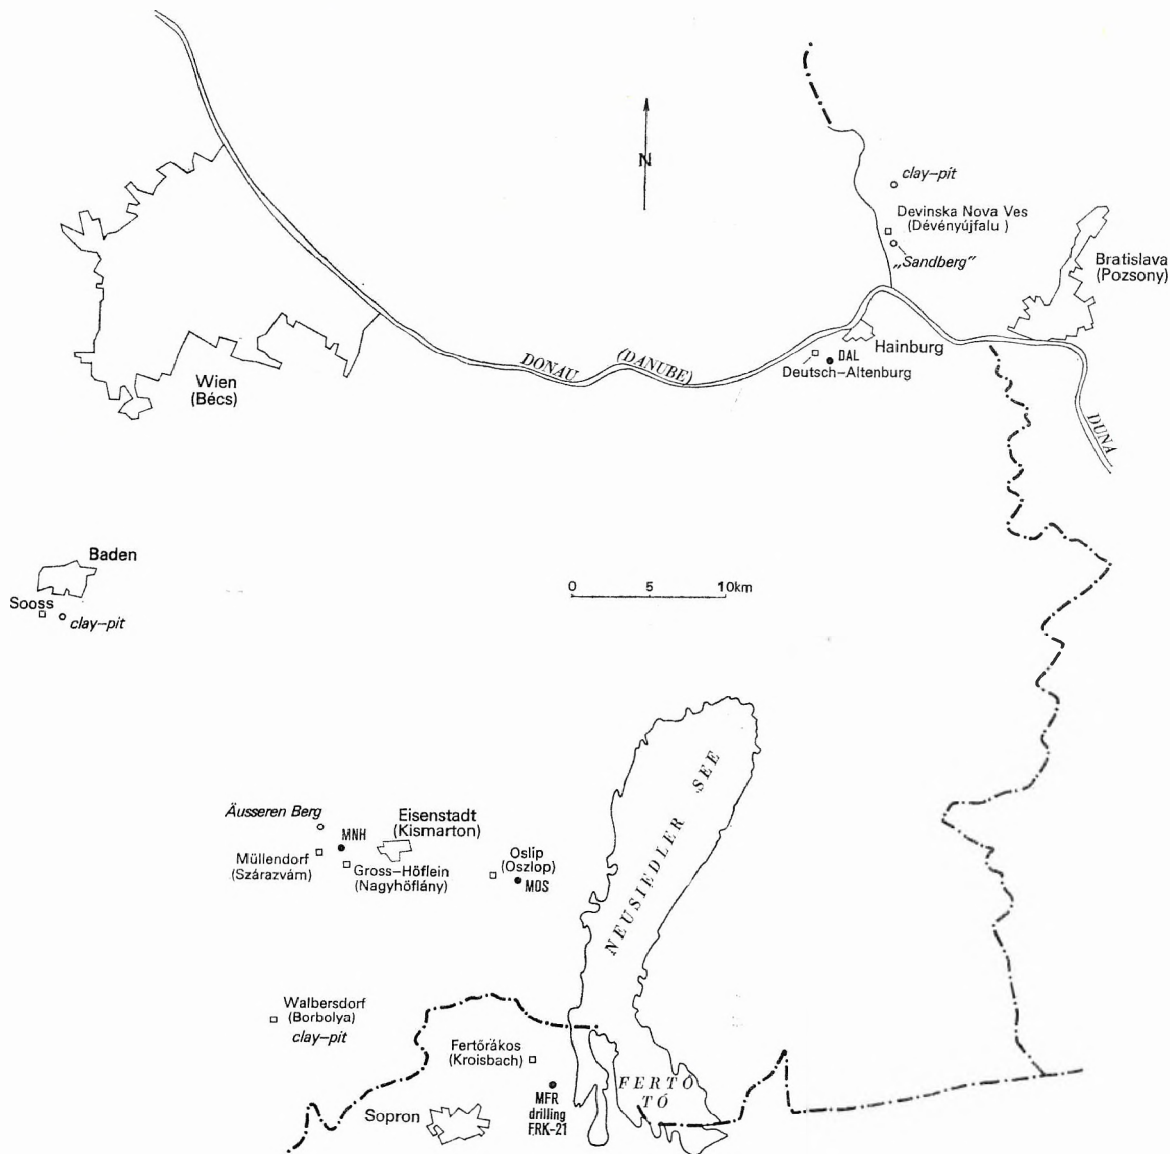 N
clay-pit
Devinska Nova Ves
(Dévényújfalu )
„Sandberg"
Bratislava
(Pozsony)
Hainburg
DAL
Deutsch-Altenburg
DONAU
(DANUBE)
DUNA
Wien
(Bécs)
Baden
Sooss
clay-pit
0 5 10km
NEUSIEDLER SEE
Äusseren Berg
MNH
Eisenstadt
(Kismarton)
Müllendorf
(Szárazvám)
Gross-Höflein
(Nagyhöflány)
Oslip
(Oszlop)
MOS
Walbersdorf
(Borbolya)
clay-pit
Fertőrákos
(Kroisbach)
FERTŐ
TÓ
MFR
drilling
FRK-21
Sopron